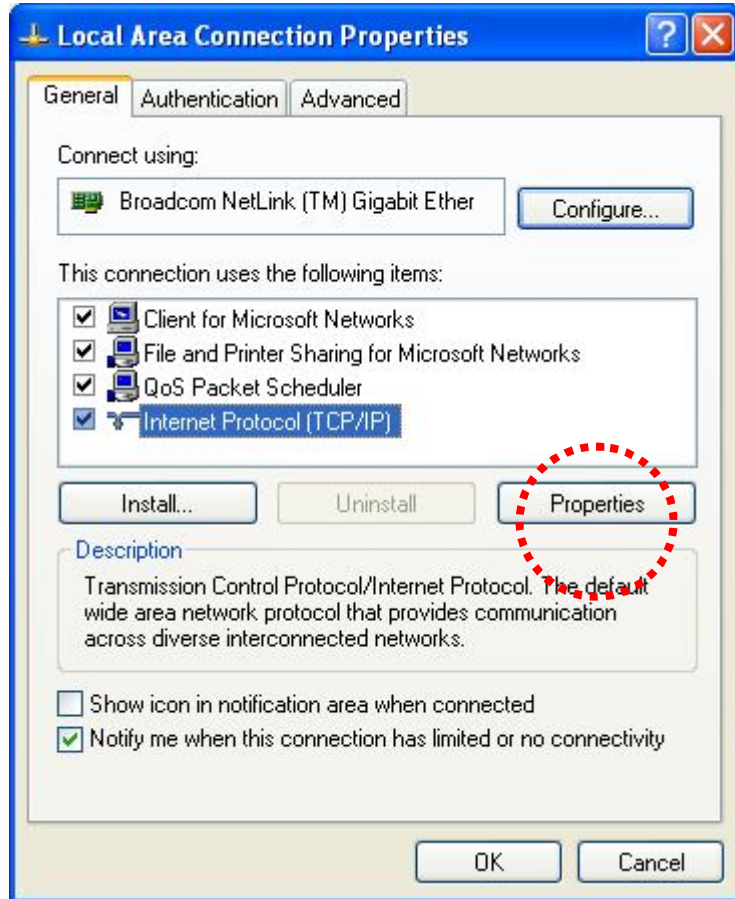 Local Area Connection Properties
General Authentication Advanced
Connect using:
Broadcom NetLink (TM) Gigabit Ether Configure...
This connection uses the following items:
Client for Microsoft Networks
File and Printer Sharing for Microsoft Networks
QoS Packet Scheduler
Internet Protocol (TCP/IP)
Install... Uninstall Properties
Description
Transmission Control Protocol/Internet Protocol. The default
wide area network protocol that provides communication
across diverse interconnected networks.
Show icon in notification area when connected
Notify me when this connection has limited or no connectivity
OK Cancel